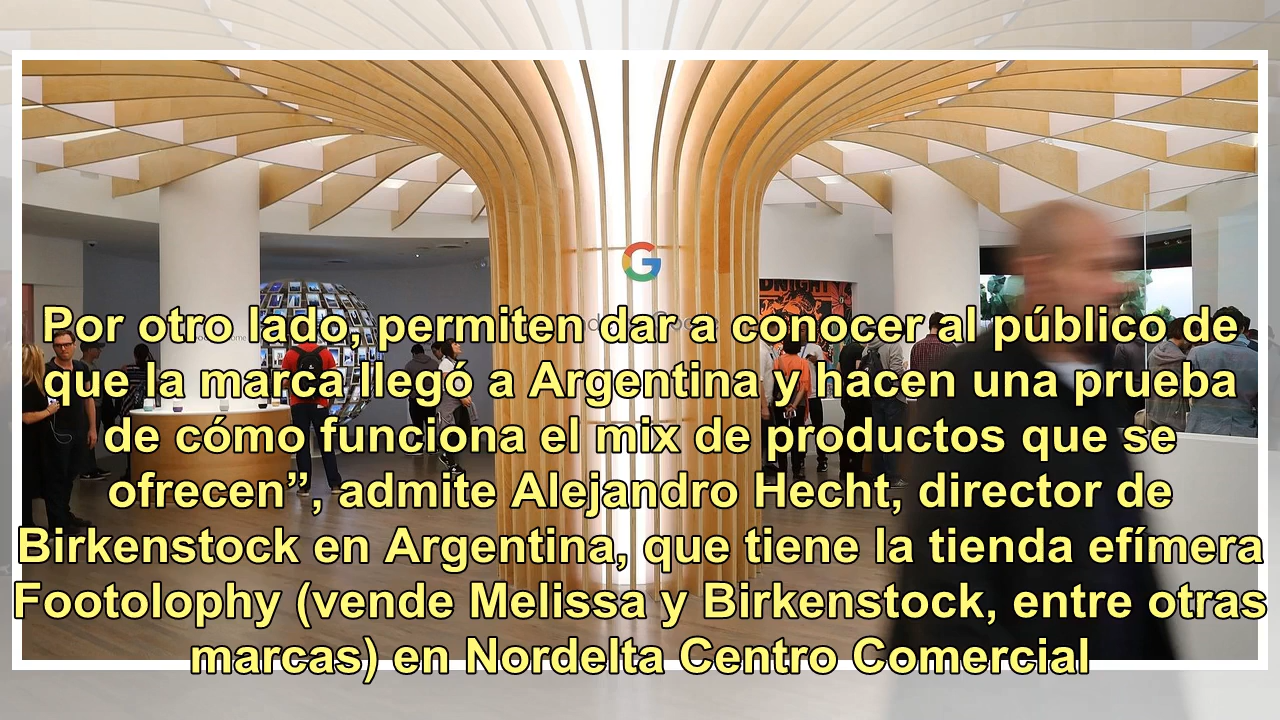 Por otro lado, permiten dar a conocer al público de
que la marca llegó a Argentina y hacen una prueba
de cómo funciona el mix de productos que se
ofrecen”, admite Alejandro Hecht, director de
Birkenstock en Argentina, que tiene la tienda efímera
Footolophy (vende Melissa y Birkenstock, entre otras
marcas) en Nordelta Centro Comercial